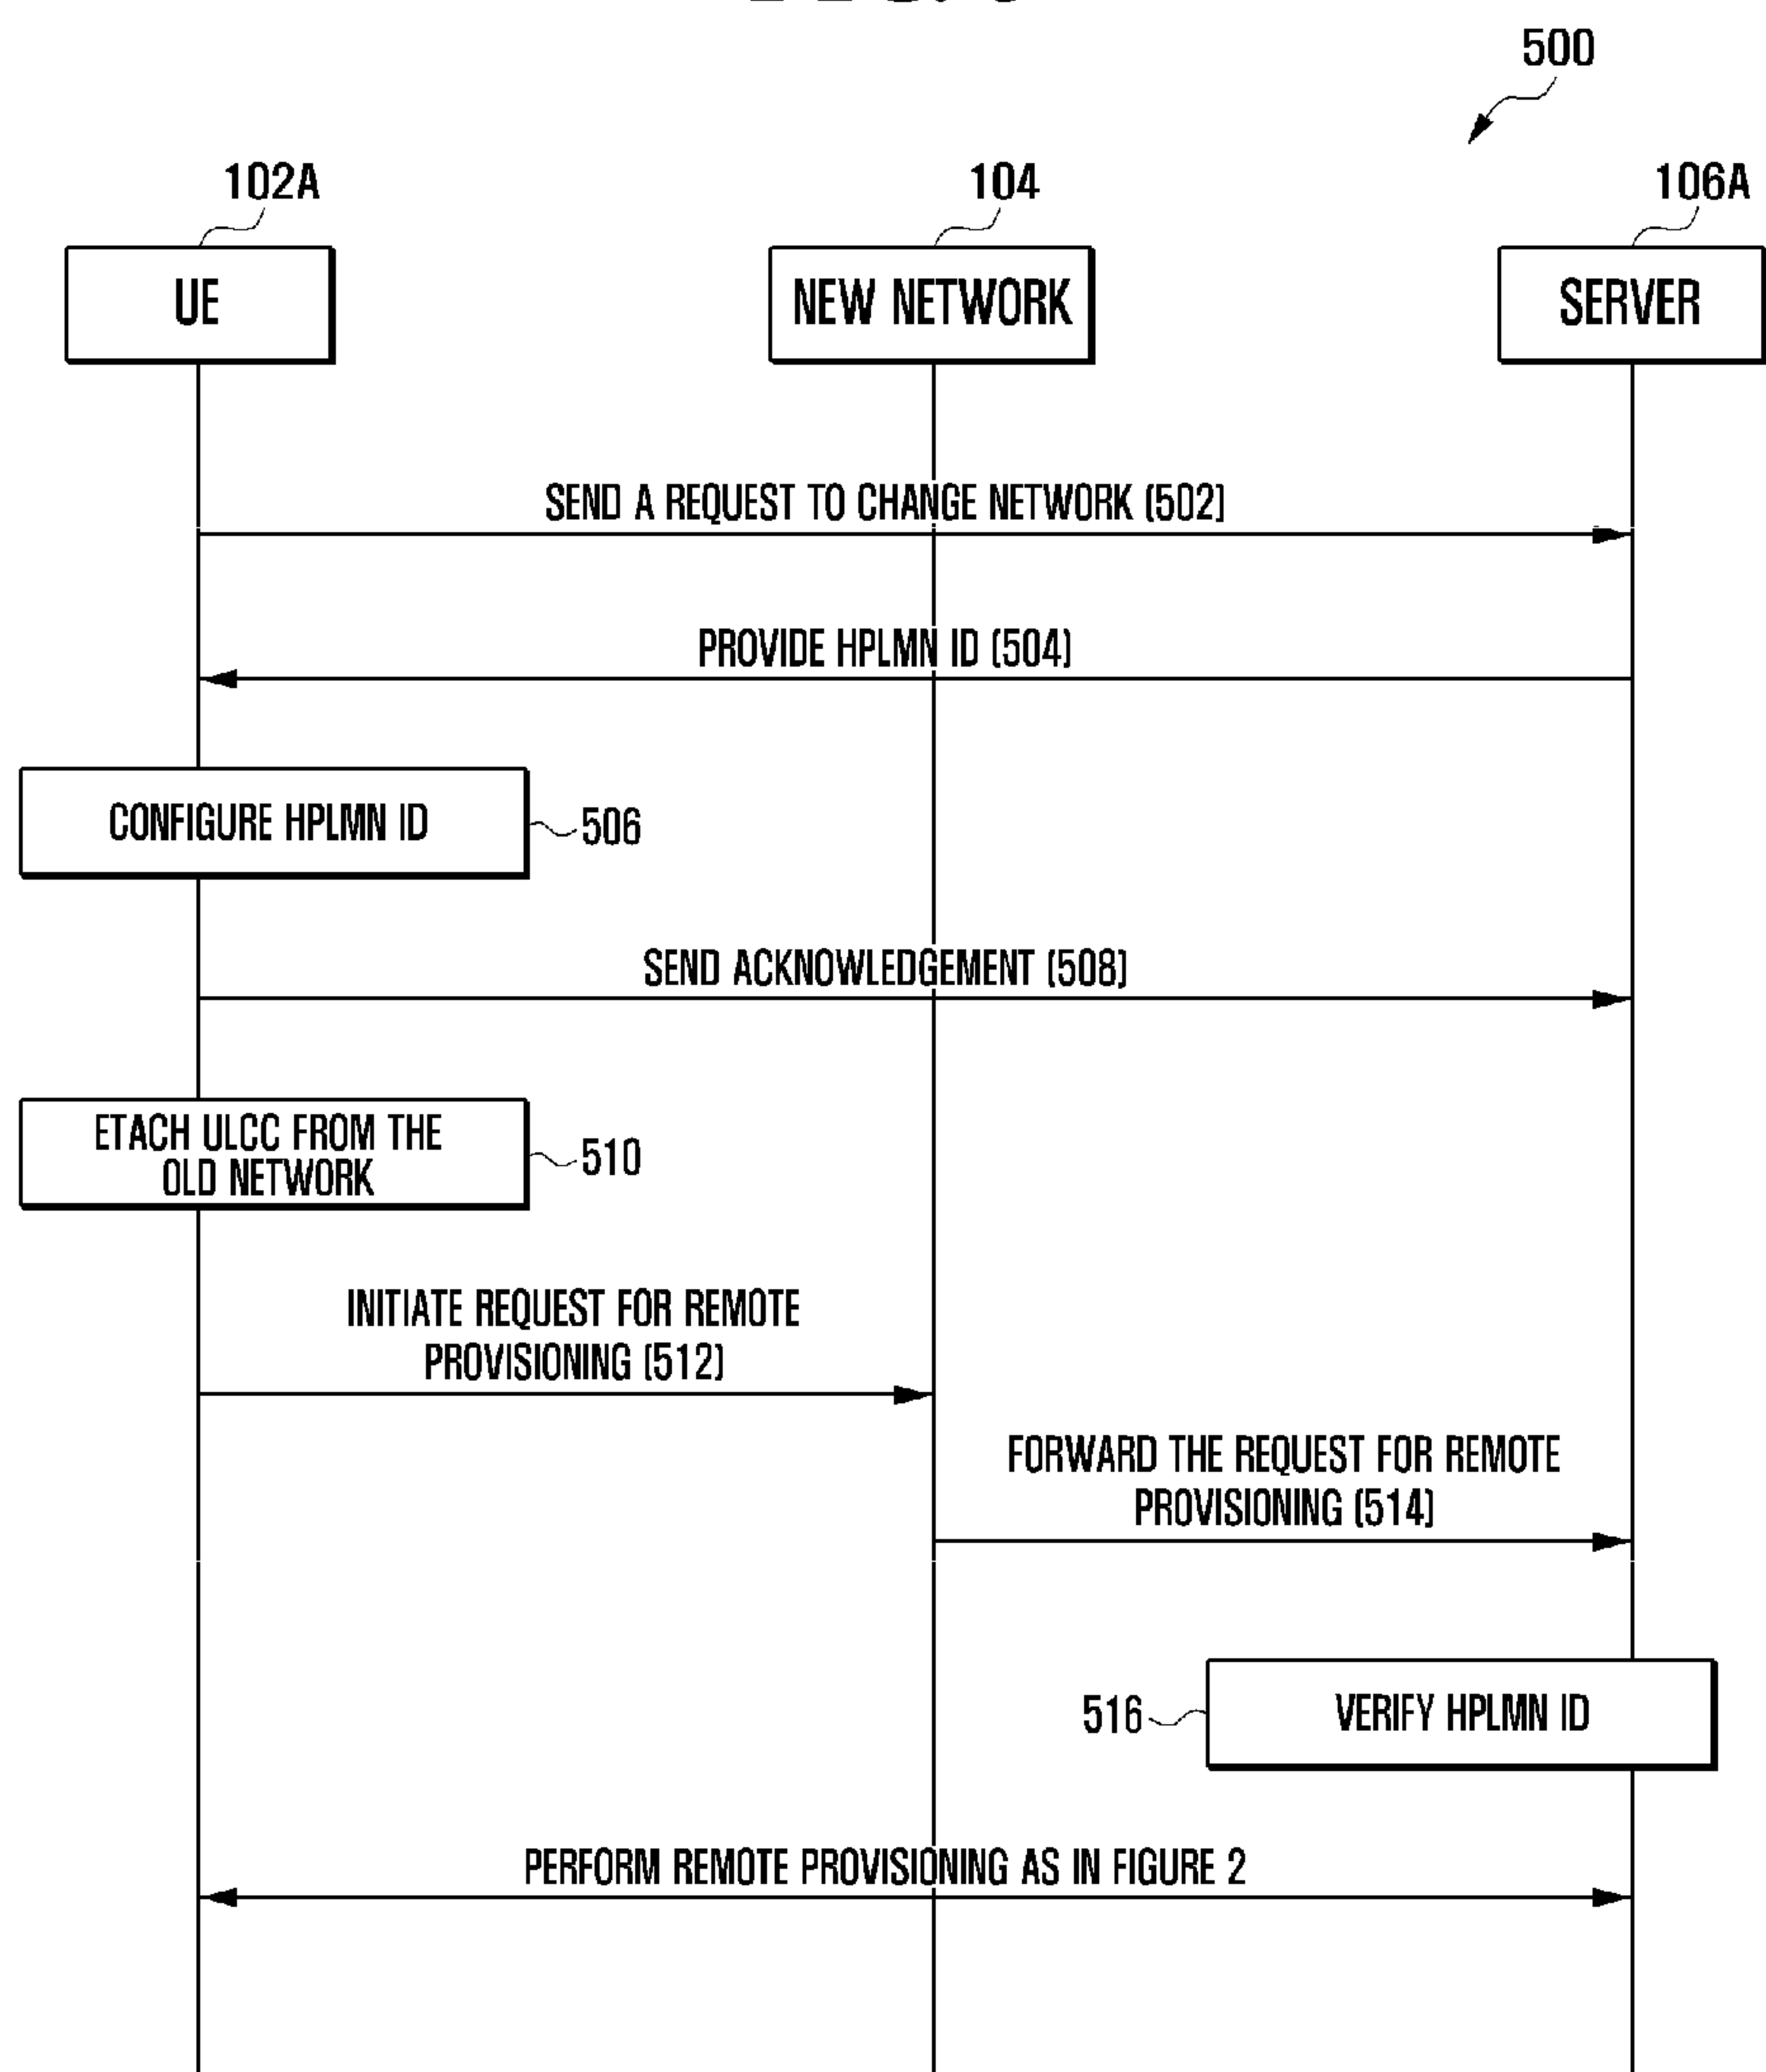 500
102A
104
106A
UE
NEW NETWORK
SERVER
SEND A REQUEST TO CHANGE NETWORK (502)
PROVIDE HPLMN ID (504)
CONFIGURE HPLMN ID
506
SEND ACKNOWLEDGEMENT (508)
ETACH ULCC FROM THE
OLD NETWORK
510
INITIATE REQUEST FOR REMOTE
PROVISIONING (512)
FORWARD THE REQUEST FOR REMOTE
PROVISIONING (514)
516
VERIFY HPLMN ID
PERFORM REMOTE PROVISIONING AS IN FIGURE 2